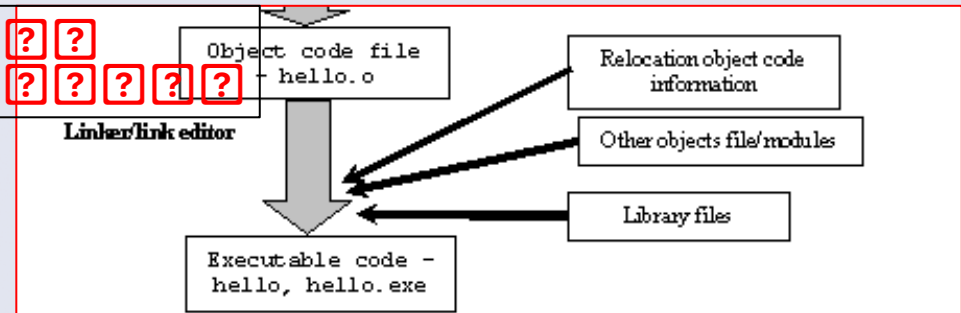 Object code file
- hello.o
Relocation object code
information
Linker/link editor
Other objects file/modules
Library files
Executable code -
hello, hello.exe